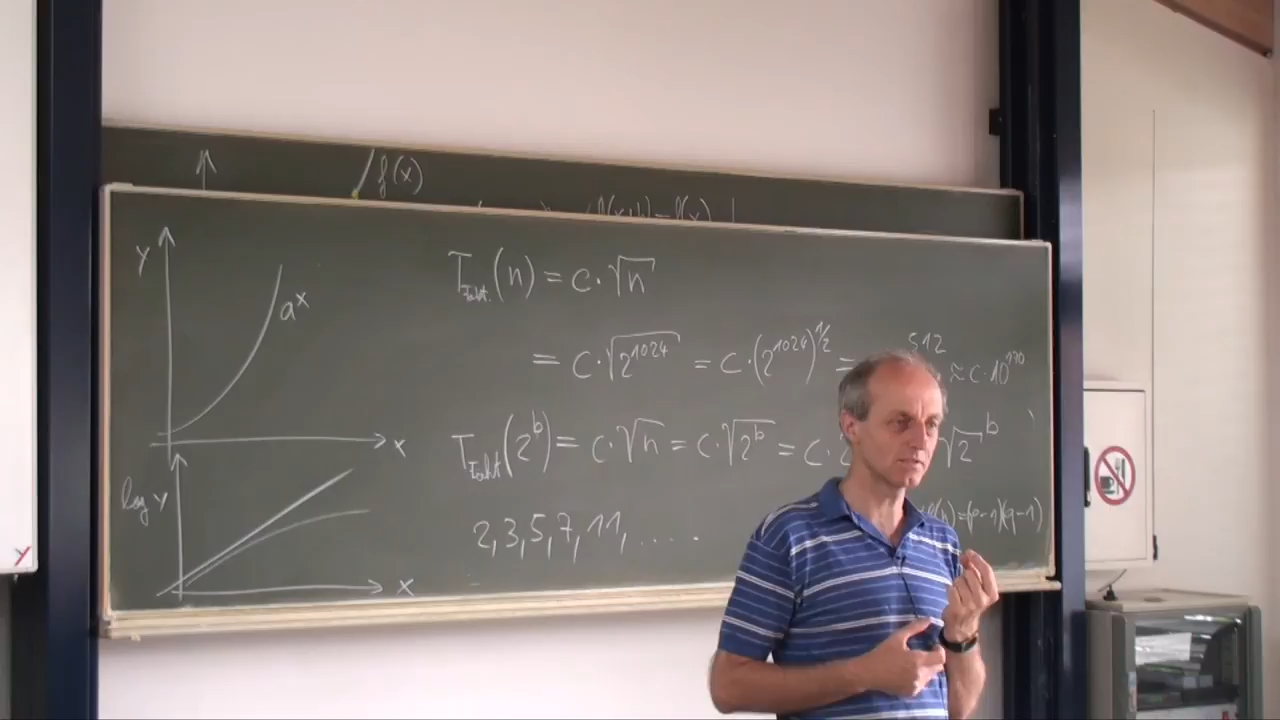 f(x)
y
a^x
x
log y
x
T_Fakt.(n) = c·√n
= c·√2^1024 = c·(2^1024)^1/2 =
512
≈ c·10^170
T_Fakt(2^b) = c·√n = c·√2^b = c·
√2^b
φ(n)=(p-1)(q-1)
2, 3, 5, 7, 11, .....
y